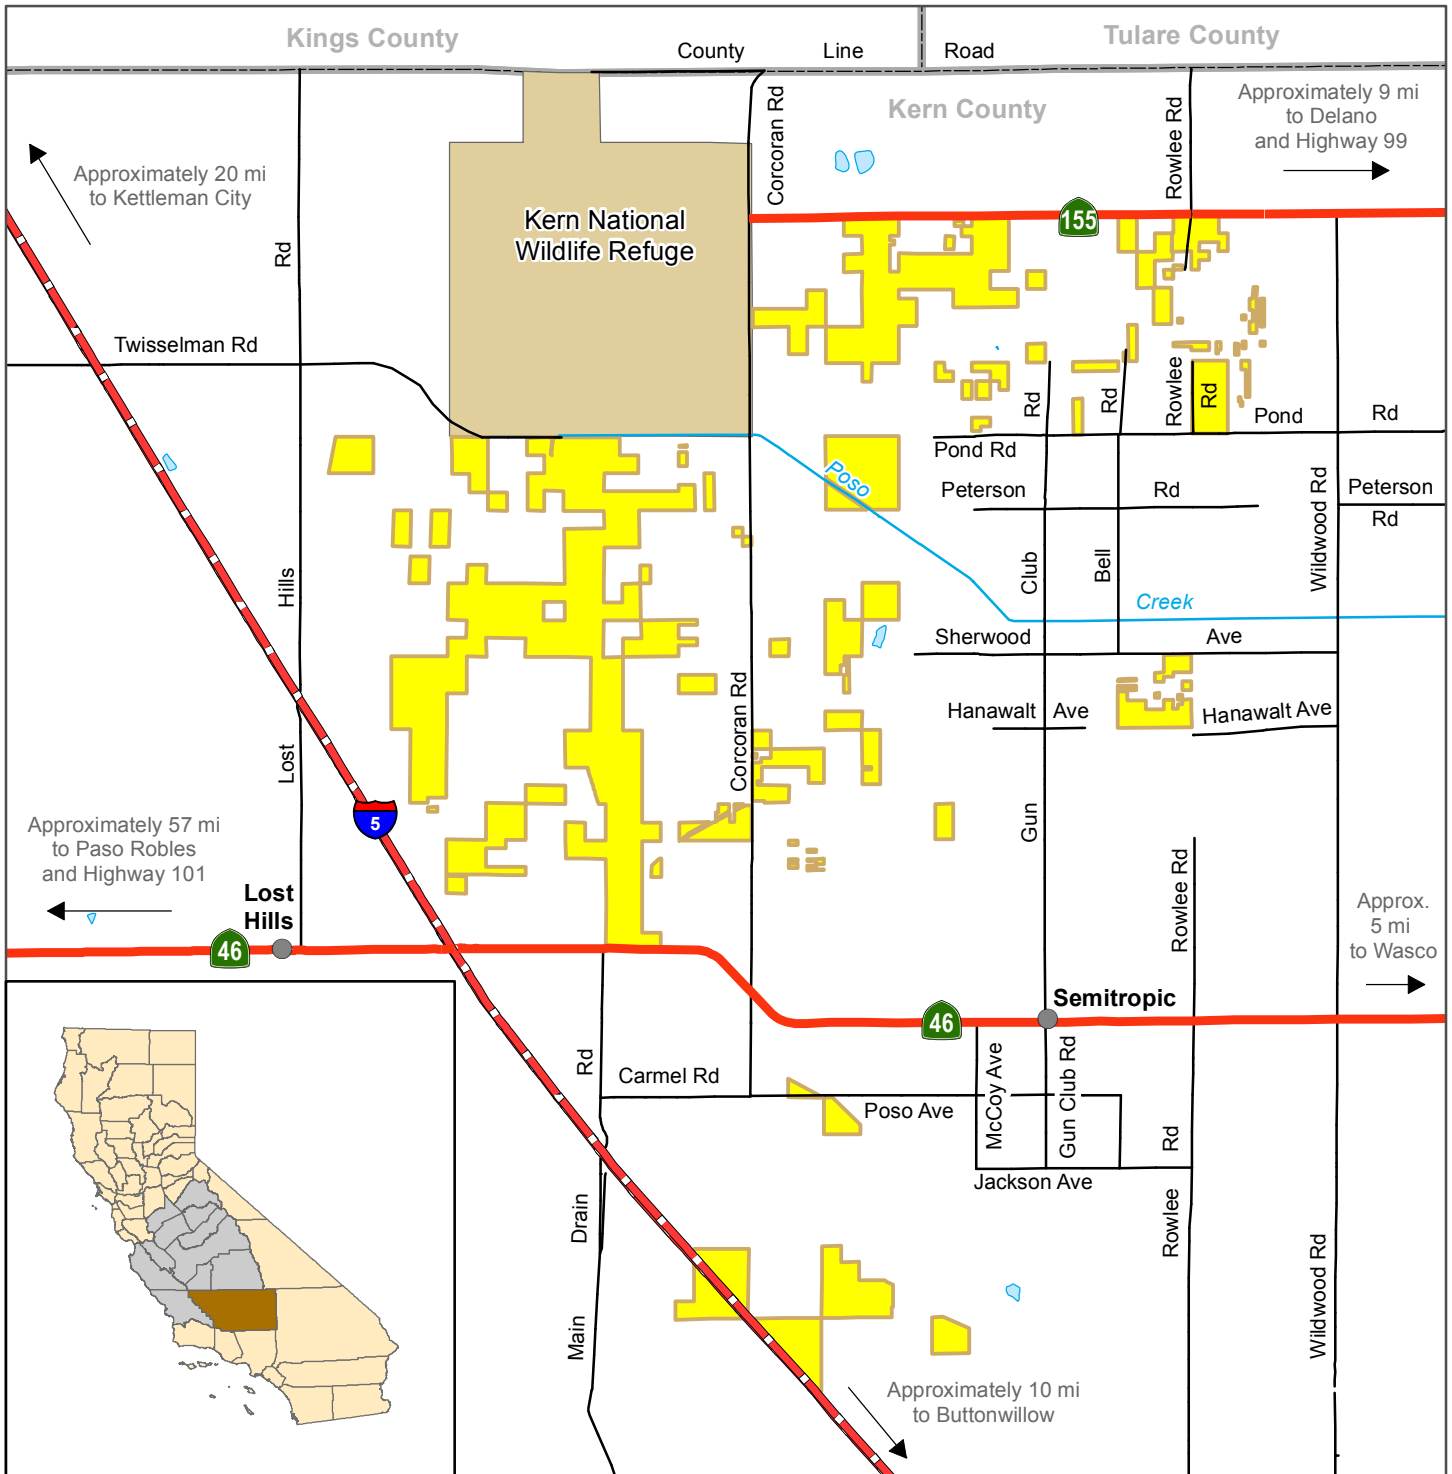 Kings County
County Line Road
Tulare County
Kern County
Approximately 9 mi
to Delano
and Highway 99
Approximately 20 mi
to Kettleman City
Corcoran Rd
Rowlee Rd
Kern National
Wildlife Refuge
155
Rd
Twisselman Rd
Rd
Rd
Rowlee
Rd
Pond
Rd
Pond Rd
Poso
Peterson
Rd
Wildwood Rd
Peterson
Rd
Hills
Club
Bell
Creek
Sherwood
Ave
Corcoran Rd
Hanawalt
Ave
Hanawalt Ave
Lost
5
Gun
Approximately 57 mi
to Paso Robles
and Highway 101
Rowlee Rd
Lost
Hills
46
Approx.
5 mi
to Wasco
Semitropic
46
Rd
Carmel Rd
McCoy Ave
Gun Club Rd
Poso Ave
Rd
Jackson Ave
Drain
Rowlee
Main
Wildwood Rd
Approximately 10 mi
to Buttonwillow